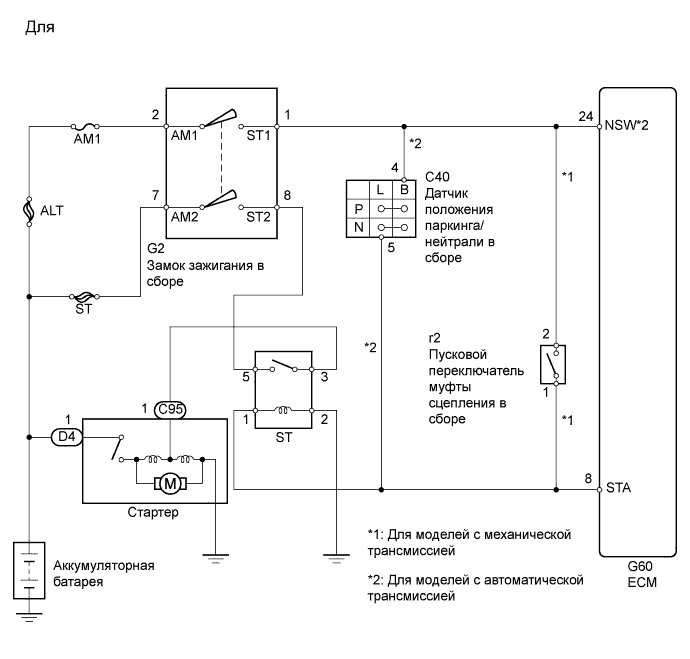 Для
2
AM1
ST1
1
24
NSW*2
AM1
*2
*1
4
C40
Датчик
положения
паркинга/
нейтрали в
сборе
L
B
P
N
5
ALT
7
AM2
ST2
8
G2
Замок зажигания в
сборе
ST
*2
r2
Пусковой
переключатель
муфты
сцепления в
сборе
2
1
*1
5
3
1
2
ST
1
C95
1
D4
M
Стартер
8
STA
*1: Для моделей с механической
трансмиссией
*2: Для моделей с автоматической
трансмиссией
G60
ECM
Аккумуляторная
батарея